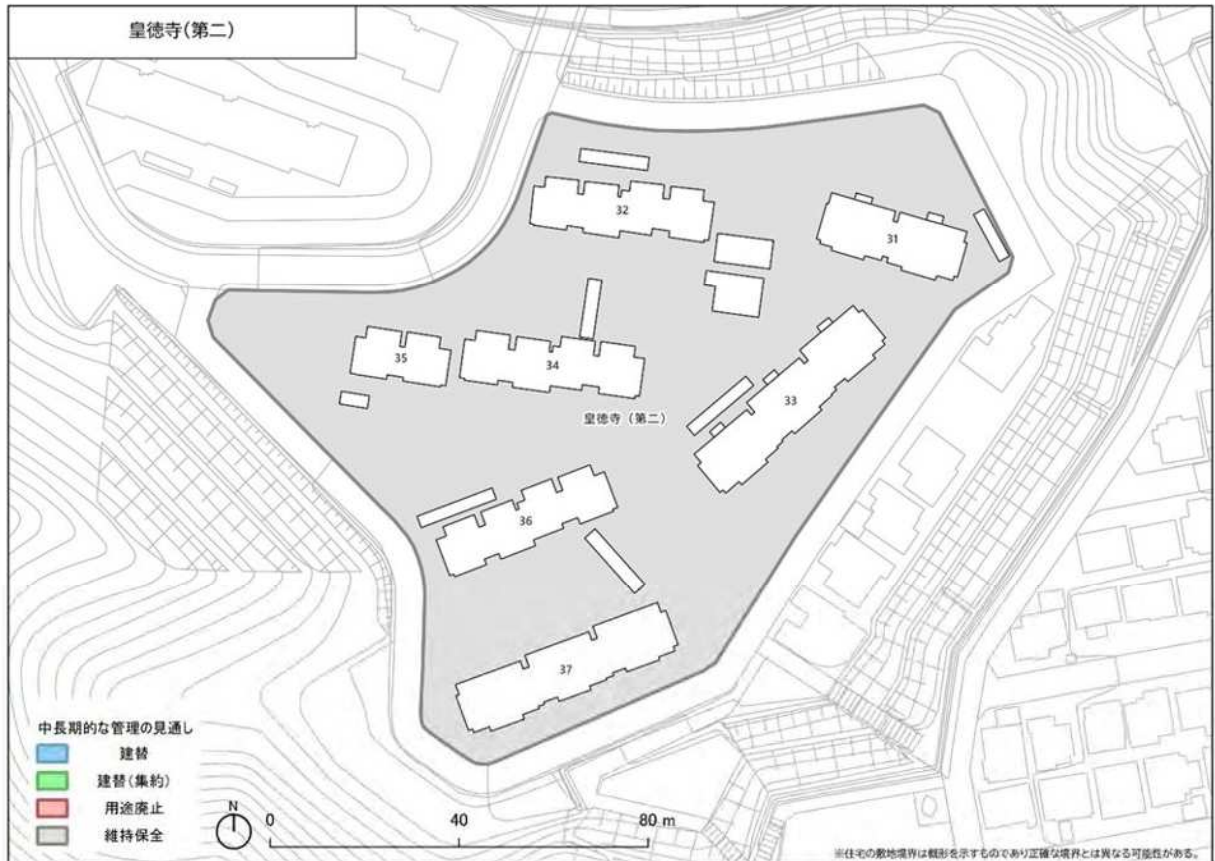 皇徳寺(第二)
32
31
35
34
33
皇徳寺（第二）
36
37
中長期的な管理の見通し
建替
建替(集約)
用途廃止
維持保全
N
0 40 80 m
※住宅の敷地境界は概形を示すものであり正確な境界とは異なる可能性がある。